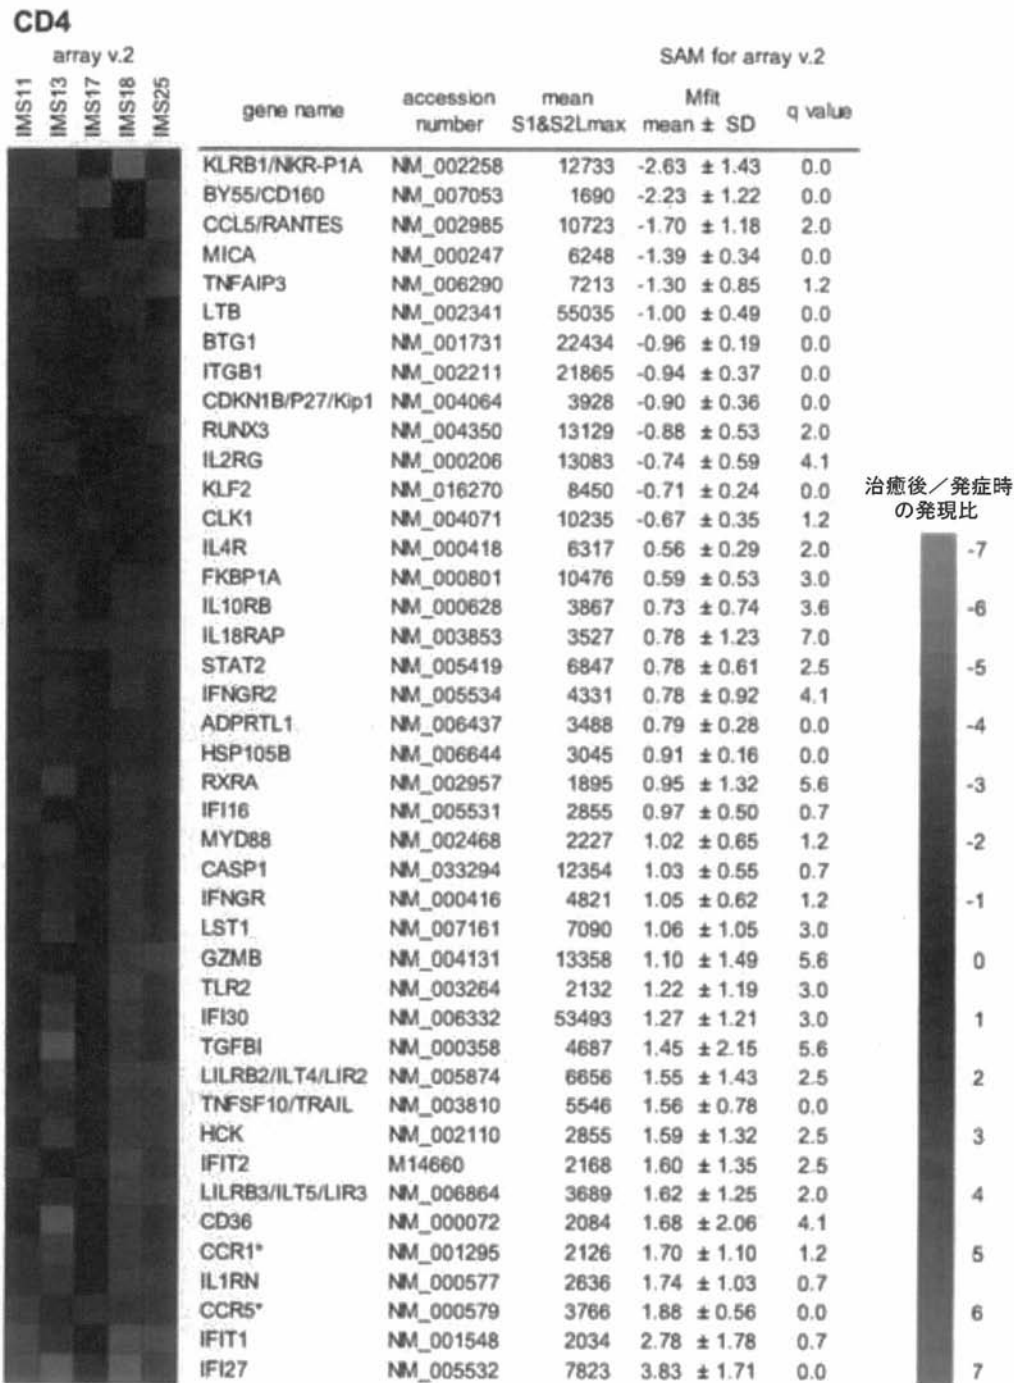 CD4
array v.2
SAM for array v.2
IMS11 IMS13 IMS17 IMS18 IMS25
gene name accession number mean S1&S2Lmax Mfit mean ± SD q value
KLRB1/NKR-P1A NM_002258 12733 -2.63 ± 1.43 0.0
BY55/CD160 NM_007053 1690 -2.23 ± 1.22 0.0
CCL5/RANTES NM_002985 10723 -1.70 ± 1.18 2.0
MICA NM_000247 6248 -1.39 ± 0.34 0.0
TNFAIP3 NM_006290 7213 -1.30 ± 0.85 1.2
LTB NM_002341 55035 -1.00 ± 0.49 0.0
BTG1 NM_001731 22434 -0.96 ± 0.19 0.0
ITGB1 NM_002211 21865 -0.94 ± 0.37 0.0
CDKN1B/P27/Kip1 NM_004064 3928 -0.90 ± 0.36 0.0
RUNX3 NM_004350 13129 -0.88 ± 0.53 2.0
IL2RG NM_000206 13083 -0.74 ± 0.59 4.1
KLF2 NM_016270 8450 -0.71 ± 0.24 0.0
CLK1 NM_004071 10235 -0.67 ± 0.35 1.2
IL4R NM_000418 6317 0.56 ± 0.29 2.0
FKBP1A NM_000801 10476 0.59 ± 0.53 3.0
IL10RB NM_000628 3867 0.73 ± 0.74 3.6
IL18RAP NM_003853 3527 0.78 ± 1.23 7.0
STAT2 NM_005419 6847 0.78 ± 0.61 2.5
IFNGR2 NM_005534 4331 0.78 ± 0.92 4.1
ADPRTL1 NM_006437 3488 0.79 ± 0.28 0.0
HSP105B NM_006644 3045 0.91 ± 0.16 0.0
RXRA NM_002957 1895 0.95 ± 1.32 5.6
IFI16 NM_005531 2855 0.97 ± 0.50 0.7
MYD88 NM_002468 2227 1.02 ± 0.65 1.2
CASP1 NM_033294 12354 1.03 ± 0.55 0.7
IFNGR NM_000416 4821 1.05 ± 0.62 1.2
LST1 NM_007161 7090 1.06 ± 1.05 3.0
GZMB NM_004131 13358 1.10 ± 1.49 5.6
TLR2 NM_003264 2132 1.22 ± 1.19 3.0
IFI30 NM_006332 53493 1.27 ± 1.21 3.0
TGFBI NM_000358 4687 1.45 ± 2.15 5.6
LILRB2/ILT4/LIR2 NM_005874 6656 1.55 ± 1.43 2.5
TNFSF10/TRAIL NM_003810 5546 1.56 ± 0.78 0.0
HCK NM_002110 2855 1.59 ± 1.32 2.5
IFIT2 M14660 2168 1.60 ± 1.35 2.5
LILRB3/ILT5/LIR3 NM_006864 3689 1.62 ± 1.25 2.0
CD36 NM_000072 2084 1.68 ± 2.06 4.1
CCR1* NM_001295 2126 1.70 ± 1.10 1.2
IL1RN NM_000577 2636 1.74 ± 1.03 0.7
CCR5* NM_000579 3766 1.88 ± 0.56 0.0
IFIT1 NM_001548 2034 2.78 ± 1.78 0.7
IFI27 NM_005532 7823 3.83 ± 1.71 0.0
治癒後／発症時
の発現比
-7
-6
-5
-4
-3
-2
-1
0
1
2
3
4
5
6
7